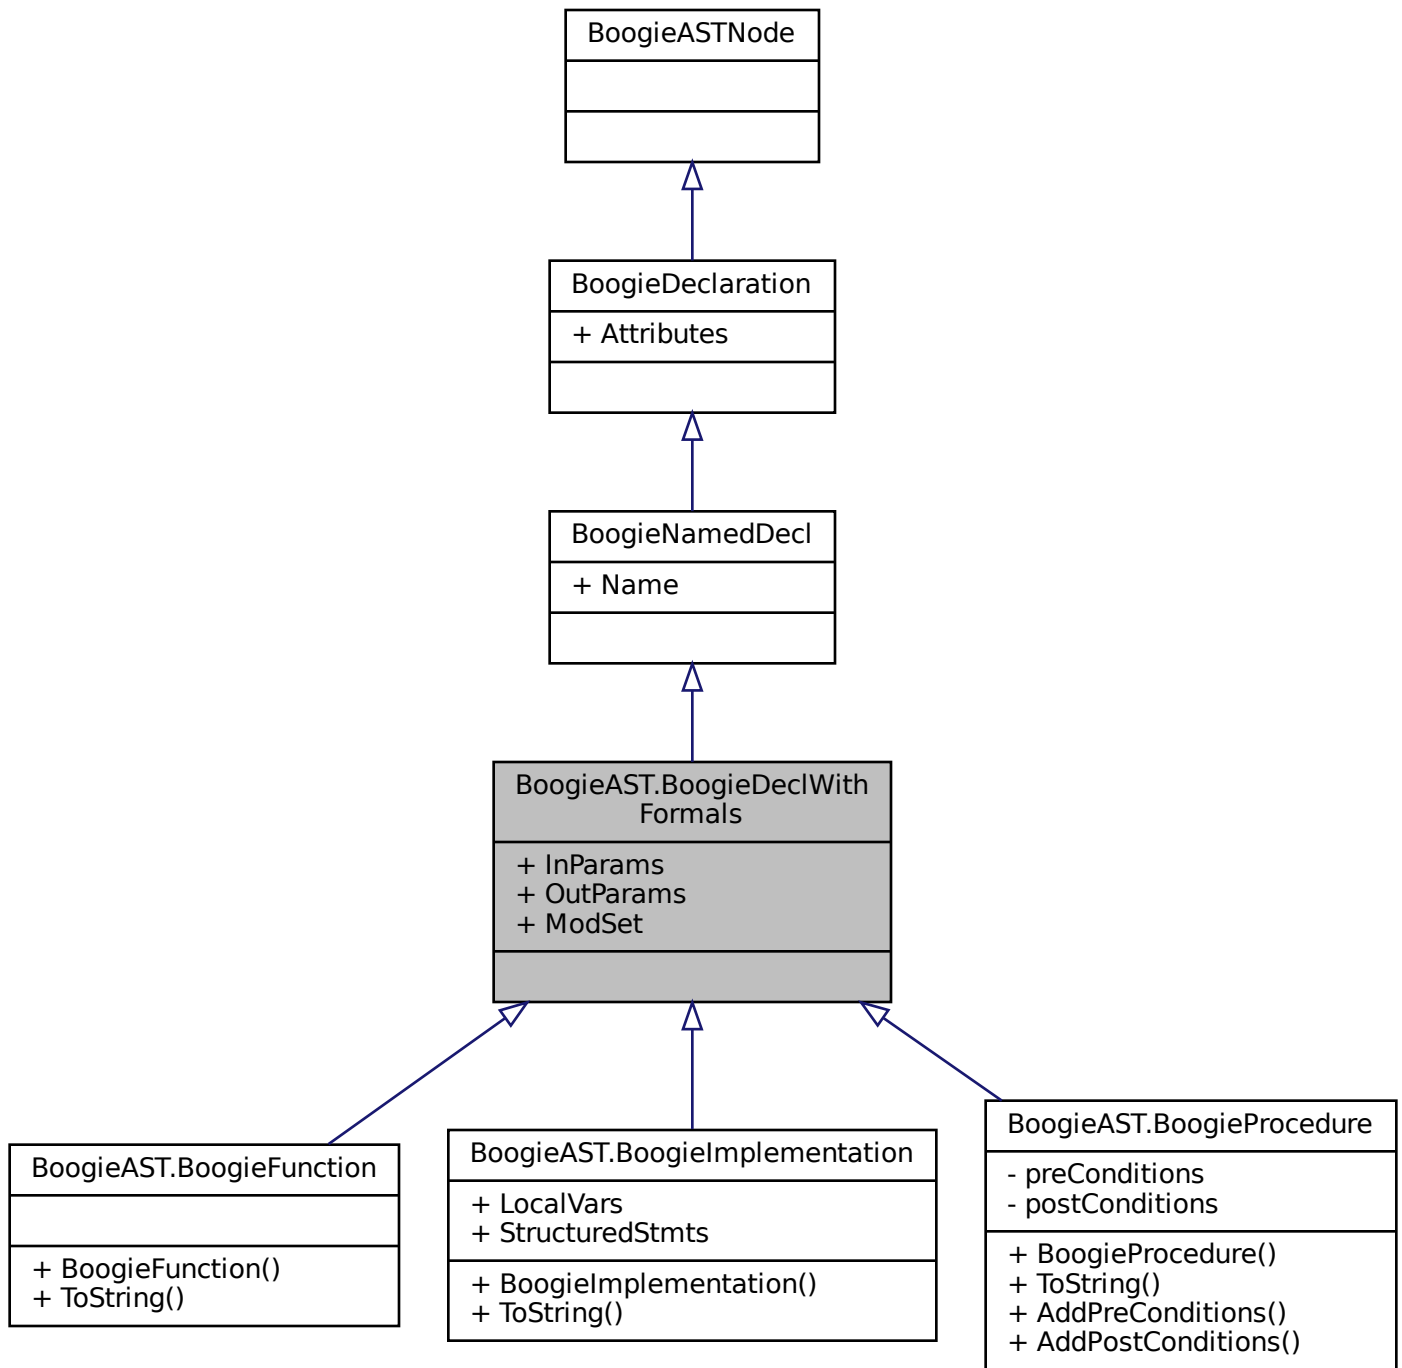 BoogieASTNode
BoogieDeclaration
+ Attributes
BoogieNamedDecl
+ Name
BoogieAST.BoogieDeclWith
Formals
+ InParams
+ OutParams
+ ModSet
BoogieAST.BoogieFunction
+ BoogieFunction()
+ ToString()
BoogieAST.BoogieImplementation
+ LocalVars
+ StructuredStmts
+ BoogieImplementation()
+ ToString()
BoogieAST.BoogieProcedure
- preConditions
- postConditions
+ BoogieProcedure()
+ ToString()
+ AddPreConditions()
+ AddPostConditions()